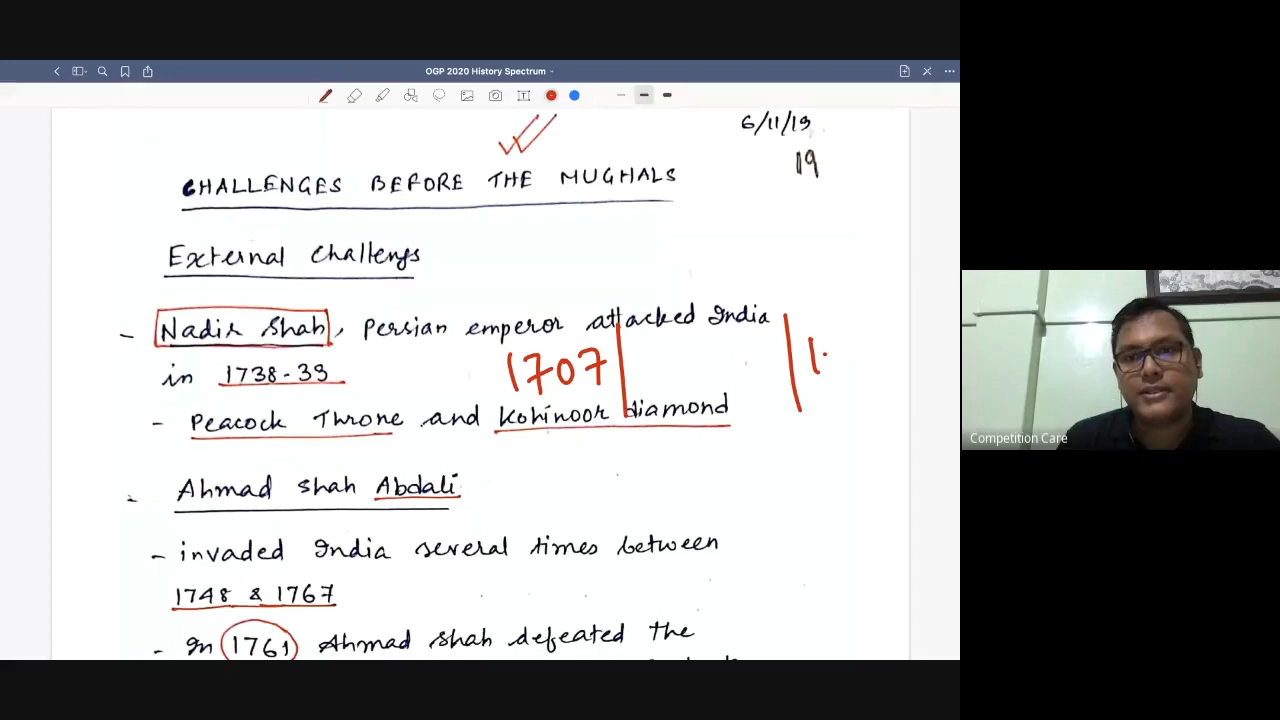 OGP 2020 History Spectrum
6/11/19
19
CHALLENGES BEFORE THE MUGHALS
External Challengs
- Nadir Shah, Persian emperor attacked India
in 1738-39
1707
1.
- Peacock Throne and Kohinoor diamond
Ahmad Shah Abdali
- invaded India several times between
1748 & 1767
- In 1761 Ahmad Shah defeated the
Competition Care